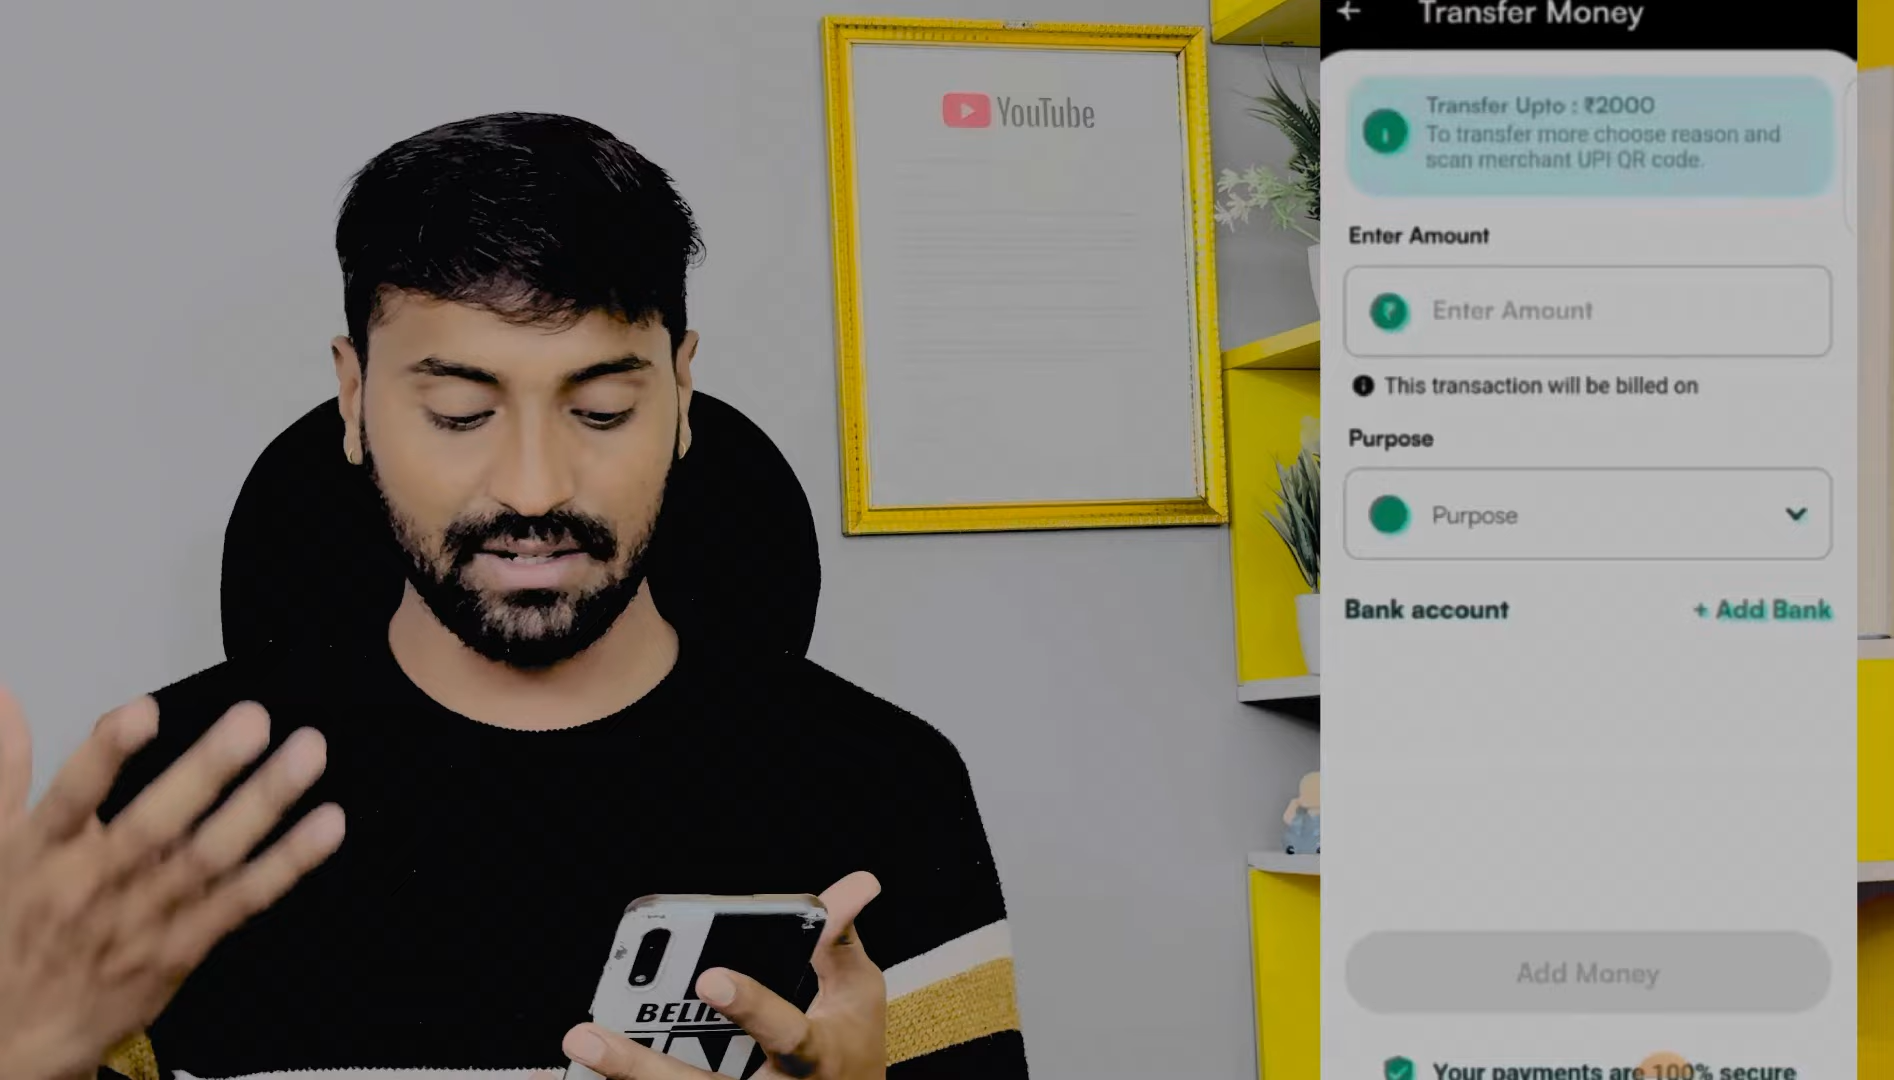 YouTube
BELIE
Transfer Money
Transfer Upto : ₹2000
To transfer more choose reason and
scan merchant UPI QR code.
Enter Amount
₹ Enter Amount
This transaction will be billed on
Purpose
Purpose
Bank account + Add Bank
Add Money
Your payments are 100% secure